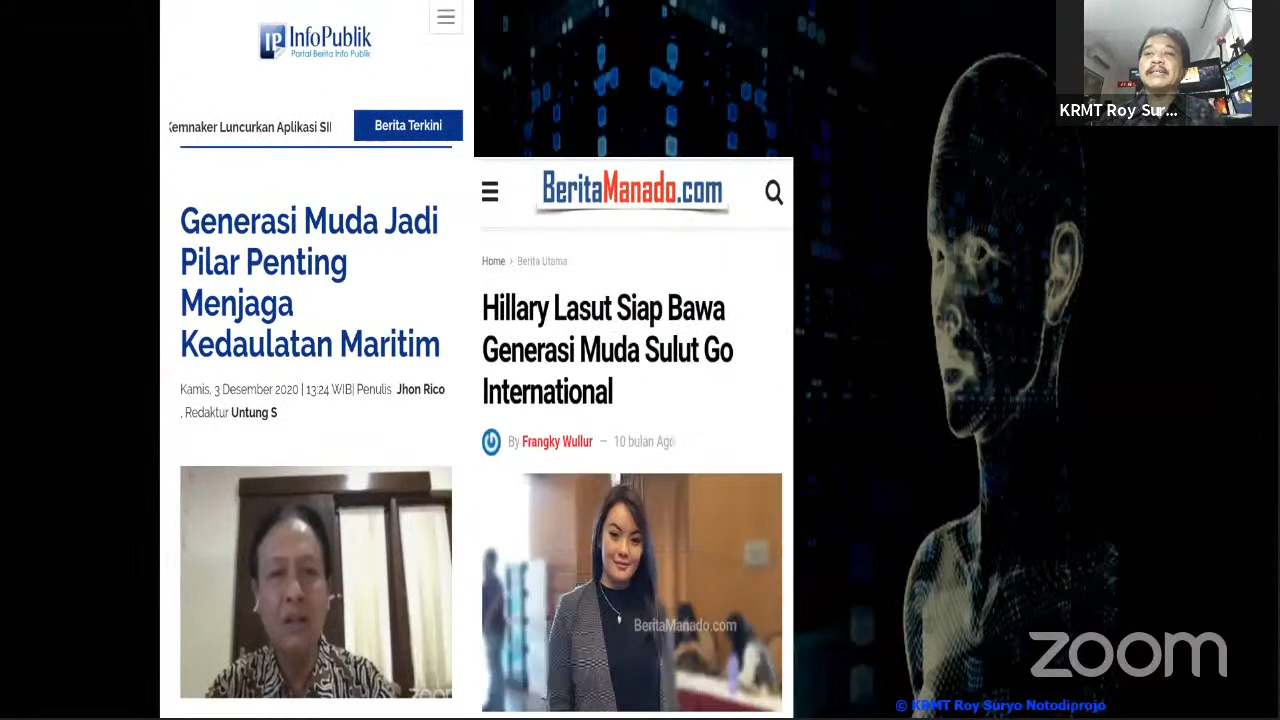 IP InfoPublik
Portal Berita Info Publik
Kemnaker Luncurkan Aplikasi SI
Berita Terkini
Generasi Muda Jadi
Pilar Penting
Menjaga
Kedaulatan Maritim
Kamis, 3 Desember 2020 | 13:24 WIB| Penulis Jhon Rico
, Redaktur Untung S
zoom
BeritaManado.com
Home > Berita Utama
Hillary Lasut Siap Bawa
Generasi Muda Sulut Go
International
By Frangky Wullur — 10 bulan Ago
BeritaManado.com
KRMT Roy Sur...
zoom
© KRMT Roy Suryo Notodiprojo